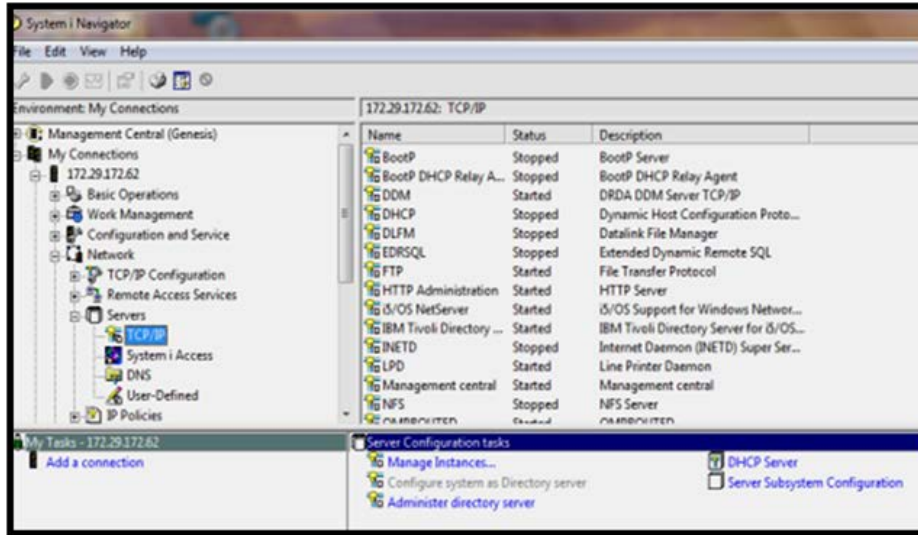 System i Navigator
File Edit View Help
Environment: My Connections
172.29.172.62: TCP/IP
Management Central (Genesis)
My Connections
172.29.172.62
Basic Operations
Work Management
Configuration and Service
Network
TCP/IP Configuration
Remote Access Services
Servers
TCP/IP
System i Access
DNS
User-Defined
IP Policies
Name Status Description
BootP Stopped BootP Server
BootP DHCP Relay A... Stopped BootP DHCP Relay Agent
DDM Started DRDA DDM Server TCP/IP
DHCP Stopped Dynamic Host Configuration Proto...
DLFM Stopped Datalink File Manager
EDRSQL Stopped Extended Dynamic Remote SQL
FTP Started File Transfer Protocol
HTTP Administration Started HTTP Server
i5/OS NetServer Started i5/OS Support for Windows Networ...
IBM Tivoli Directory ... Started IBM Tivoli Directory Server for i5/OS...
INETD Stopped Internet Daemon (INETD) Super Ser...
LPD Started Line Printer Daemon
Management central Started Management central
NFS Stopped NFS Server
OMPROUTED Started OMPROUTED
My Tasks - 172.29.172.62
Add a connection
Server Configuration tasks
Manage Instances...
Configure system as Directory server
Administer directory server
DHCP Server
Server Subsystem Configuration